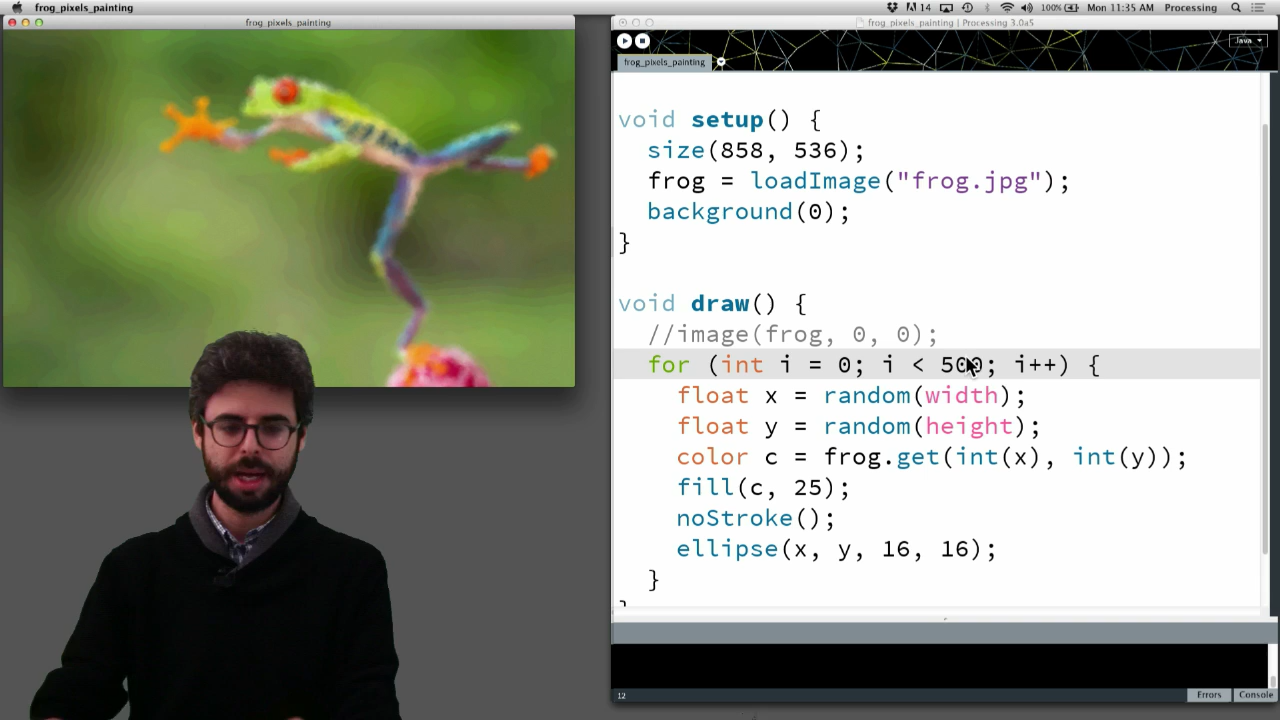 frog_pixels_painting
14
100%
Mon 11:35 AM
Processing
frog_pixels_painting
frog_pixels_painting | Processing 3.0a5
Java
frog_pixels_painting
void setup() {
size(858, 536);
frog = loadImage("frog.jpg");
background(0);
}
void draw() {
//image(frog, 0, 0);
for (int i = 0; i < 500; i++) {
float x = random(width);
float y = random(height);
color c = frog.get(int(x), int(y));
fill(c, 25);
noStroke();
ellipse(x, y, 16, 16);
}
}
12
Errors
Console